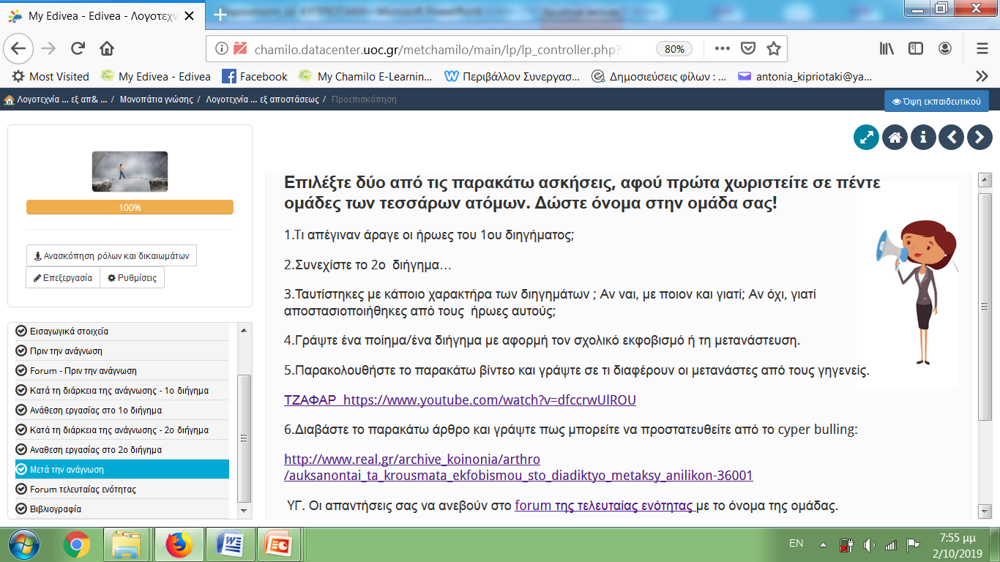 My Edivea - Edivea - Λογοτεχν
chamilo.datacenter.uoc.gr/metchamilo/main/lp/lp_controller.php?c
80%
Most Visited
My Edivea - Edivea
Facebook
My Chamilo E-Learnin...
Περιβάλλον Συνεργασ...
Δημοσιεύσεις φίλων : ...
antonia_kipriotaki@ya...
Λογοτεχνία ... εξ απ& ... / Μονοπάτια γνώσης / Λογοτεχνία ... εξ αποστάσεως / Προεπισκόπηση
Όψη εκπαιδευτικού
100%
Ανασκόπηση ρόλων και δικαιωμάτων
Επεξεργασία
Ρυθμίσεις
Εισαγωγικά στοιχεία
Πριν την ανάγνωση
Forum - Πριν την ανάγνωση
Κατά τη διάρκεια της ανάγνωσης - 1ο διήγημα
Ανάθεση εργασίας στο 1ο διήγημα
Κατά τη διάρκεια της ανάγνωσης - 2ο διήγημα
Αναθεση εργασίας στο 2ο διήγημα
Μετά την ανάγνωση
Forum τελευταίας ενότητας
Βιβλιογραφία
Επιλέξτε δύο από τις παρακάτω ασκήσεις, αφού πρώτα χωριστείτε σε πέντε
ομάδες των τεσσάρων ατόμων. Δώστε όνομα στην ομάδα σας!
1.Τι απέγιναν άραγε οι ήρωες του 1ου διηγήματος;
2.Συνεχίστε το 2ο διήγημα…
3.Ταυτίστηκες με κάποιο χαρακτήρα των διηγημάτων ; Αν ναι, με ποιον και γιατί; Αν όχι, γιατί
αποστασιοποιήθηκες από τους ήρωες αυτούς;
4.Γράψτε ένα ποίημα/ένα διήγημα με αφορμή τον σχολικό εκφοβισμό ή τη μετανάστευση.
5.Παρακολουθήστε το παρακάτω βίντεο και γράψτε σε τι διαφέρουν οι μετανάστες από τους γηγενείς.
ΤΖΑΦΑΡ https://www.youtube.com/watch?v=dfccrwUlROU
6.Διαβάστε το παρακάτω άρθρο και γράψτε πως μπορείτε να προστατευθείτε από το cyper bulling:
http://www.real.gr/archive_koinonia/arthro
/auksanontai_ta_krousmata_ekfobismou_sto_diadiktyo_metaksy_anilikon-36001
ΥΓ. Οι απαντήσεις σας να ανεβούν στο forum της τελευταίας ενότητας με το όνομα της ομάδας.
EN
7:55 μμ
2/10/2019